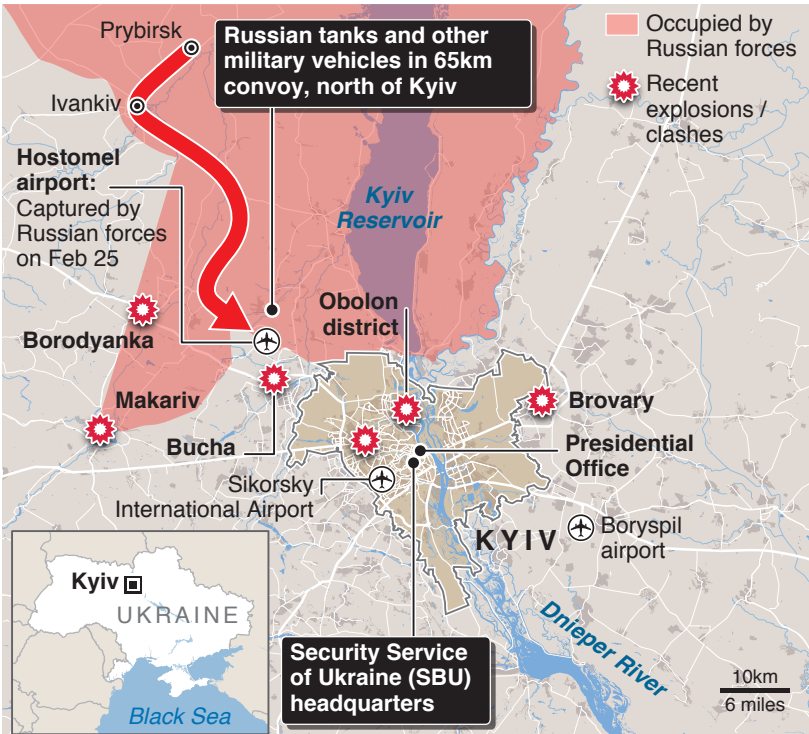 Prybirsk
Ivankiv
Russian tanks and other
military vehicles in 65km
convoy, north of Kyiv
Occupied by
Russian forces
Recent
explosions /
clashes
Hostomel
airport:
Captured by
Russian forces
on Feb 25
Kyiv
Reservoir
Obolon
district
Borodyanka
Makariv
Bucha
Brovary
Presidential
Office
Sikorsky
International Airport
KYIV
Boryspil
airport
Kyiv
UKRAINE
Black Sea
Security Service
of Ukraine (SBU)
headquarters
Dnieper River
10km
6 miles